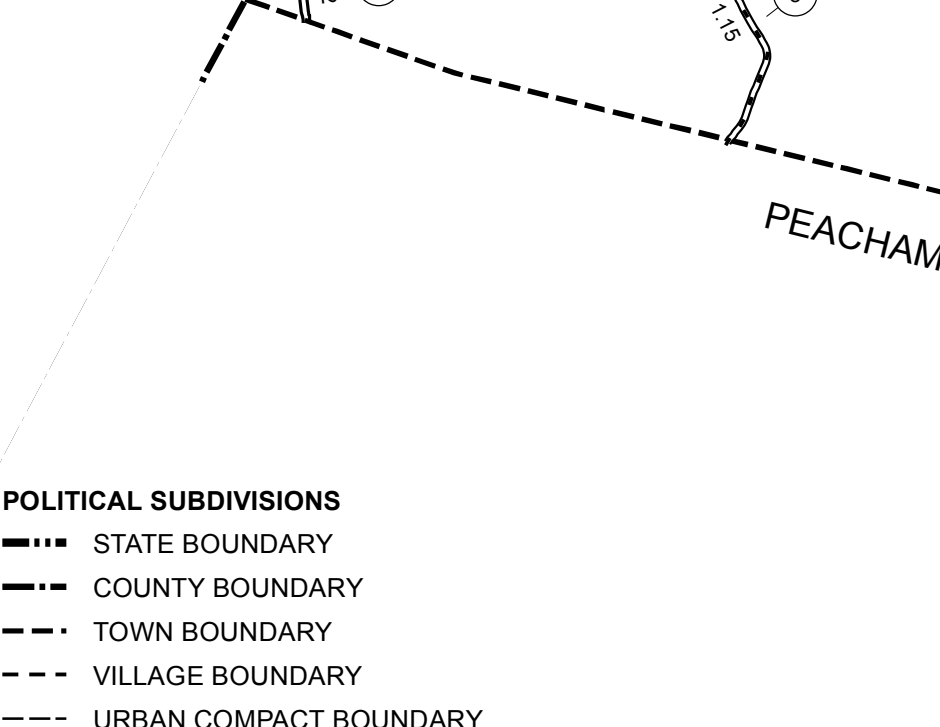 1.15
PEACHAM
POLITICAL SUBDIVISIONS
STATE BOUNDARY
COUNTY BOUNDARY
TOWN BOUNDARY
VILLAGE BOUNDARY
URBAN COMPACT BOUNDARY